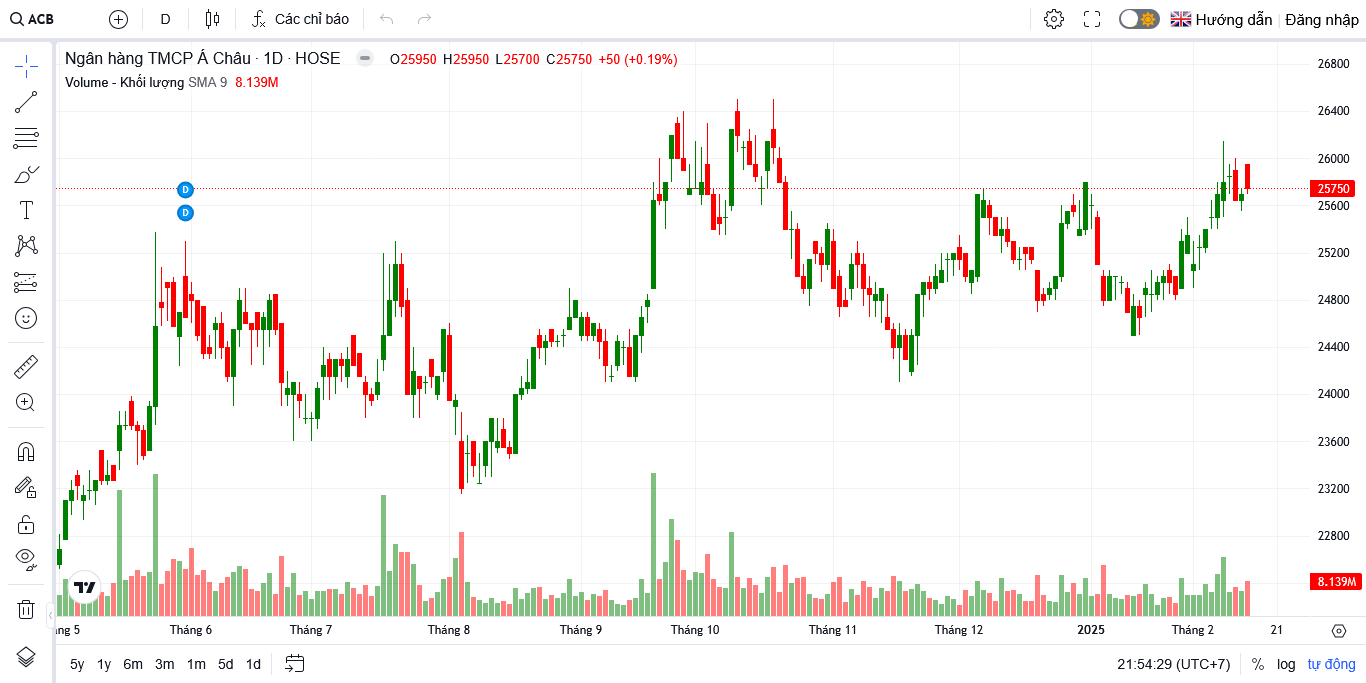 ACB D Các chỉ báo Hướng dẫn Đăng nhập
Ngân hàng TMCP Á Châu · 1D · HOSE O25950 H25950 L25700 C25750 +50 (+0.19%)
Volume - Khối lượng SMA 9 8.139M
26800
26400
26000
25750
25600
25200
24800
24400
24000
23600
23200
22800
8.139M
D
D
ng 5 Tháng 6 Tháng 7 Tháng 8 Tháng 9 Tháng 10 Tháng 11 Tháng 12 2025 Tháng 2 21
5y 1y 6m 3m 1m 5d 1d 21:54:29 (UTC+7) % log tự động